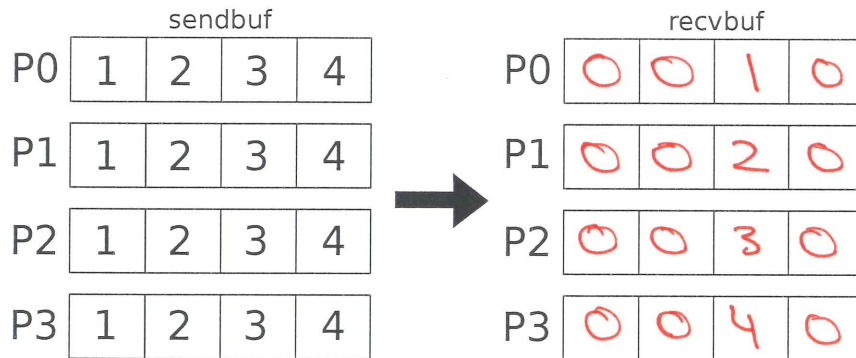 sendbuf recvbuf
P0 1 2 3 4 P0 0 0 1 0
P1 1 2 3 4 P1 0 0 2 0
P2 1 2 3 4 P2 0 0 3 0
P3 1 2 3 4 P3 0 0 4 0